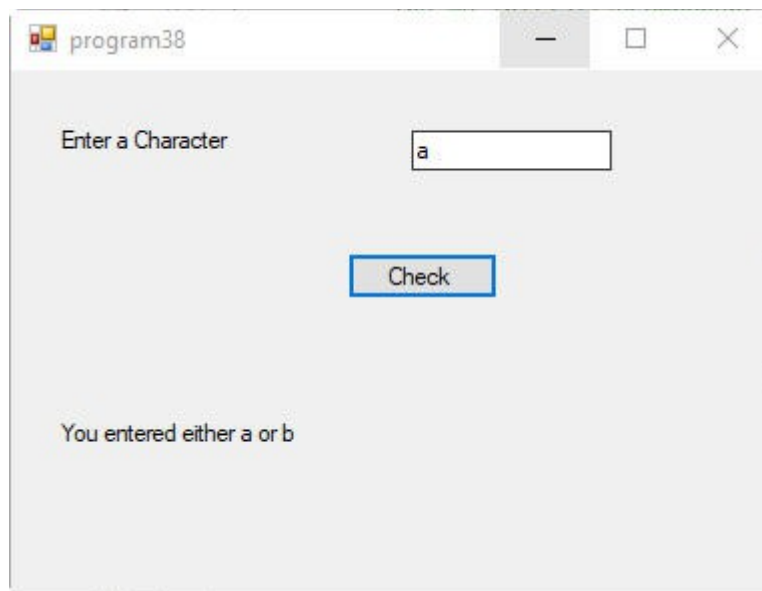 program38
Enter a Character
a
Check
You entered either a or b